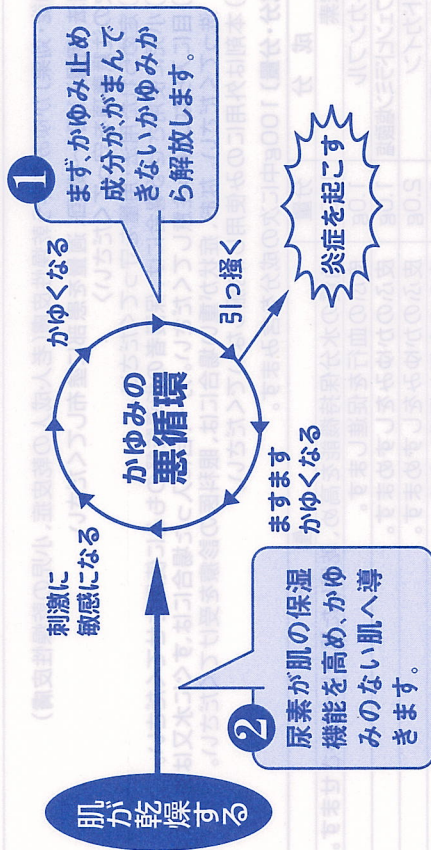 肌が乾燥する
刺激に
敏感になる
かゆくなる
かゆみの
悪循環
ますます
かゆくなる
引っ掻く
炎症を起こす
1
まず、かゆみ止め
成分が、がまんで
きないかゆみか
ら解放します。
2
尿素が肌の保湿
機能を高め、かゆ
みのない肌へ導
きます。